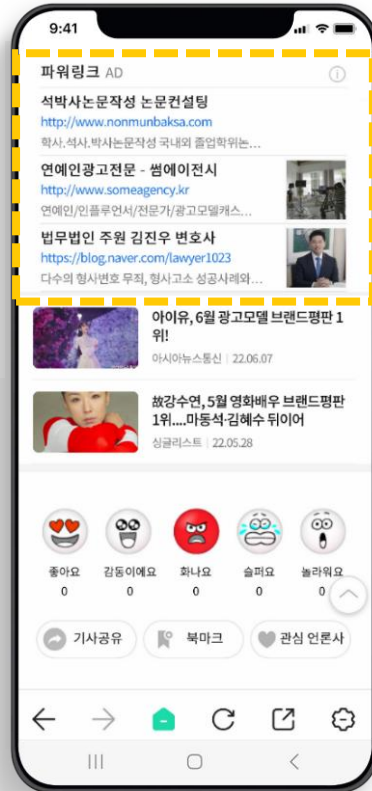 9:41
파워링크 AD
석박사논문작성 논문컨설팅
http://www.nonmunbaksa.com
학사.석사.박사논문작성 국내외 졸업학위논...
연예인광고전문 - 썸에이전시
http://www.someagency.kr
연예인/인플루언서/전문가/광고모델캐스...
법무법인 주원 김진우 변호사
https://blog.naver.com/lawyer1023
다수의 형사변호 무죄, 형사고소 성공사례와...
아이유, 6월 광고모델 브랜드평판 1
위!
아시아뉴스통신 | 22.06.07
故강수연, 5월 영화배우 브랜드평판
1위....마동석·김혜수 뒤이어
싱글리스트 | 22.05.28
좋아요 감동이에요 화나요 슬퍼요 놀라워요
0 0 0 0 0
기사공유 북마크 관심 언론사